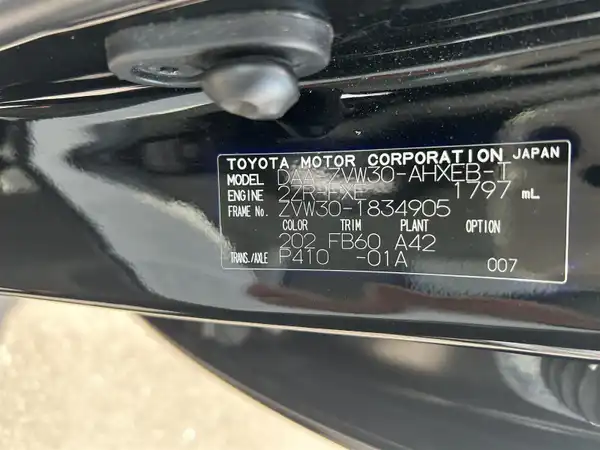 TOYOTA MOTOR CORPORATION JAPAN
MODEL DAA-ZVW30-AHXEB-I
ENGINE 2ZR-FXE 1797 mL
FRAME No. ZVW30-1834905
COLOR TRIM PLANT OPTION
202 FB60 A42
TRANS./AXLE P410 -01A 007